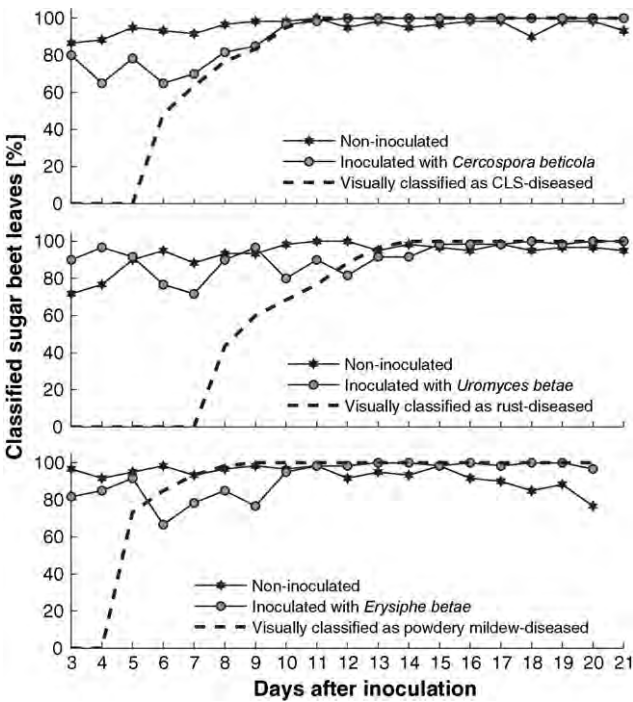 Classified sugar beet leaves [%]
100
80
60
40
20
0
Non-inoculated
Inoculated with Cercospora beticola
Visually classified as CLS-diseased
100
80
60
40
20
0
Non-inoculated
Inoculated with Uromyces betae
Visually classified as rust-diseased
100
80
60
40
20
0
Non-inoculated
Inoculated with Erysiphe betae
Visually classified as powdery mildew-diseased
3 4 5 6 7 8 9 10 11 12 13 14 15 16 17 18 19 20 21
Days after inoculation